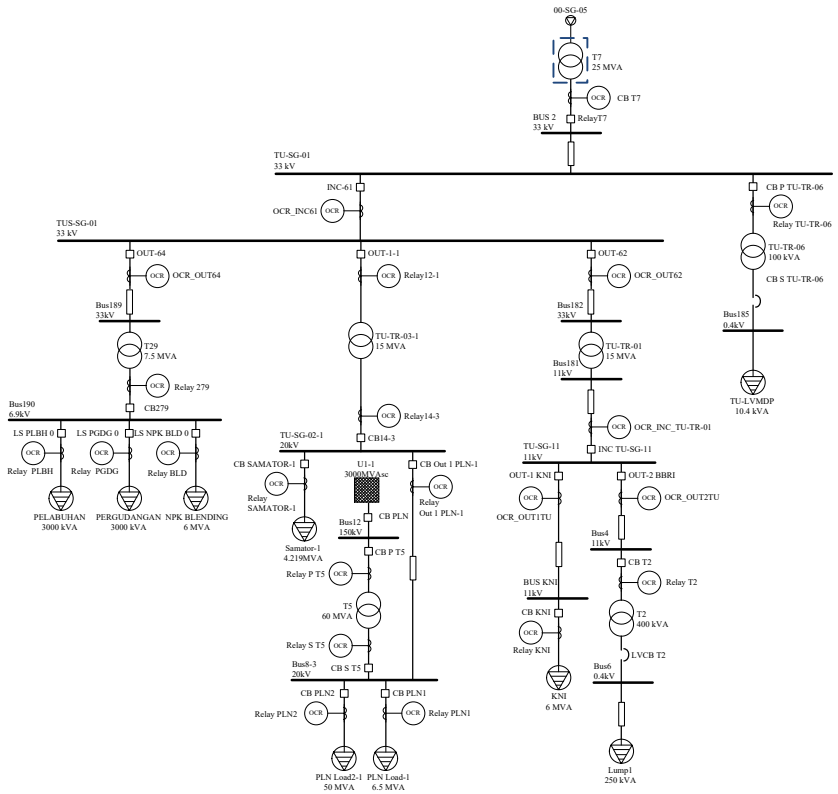 00-SG-05
T7
25 MVA
OCR
CB T7
RelayT7
BUS 2
33 kV
TU-SG-01
33 kV
INC-61
OCR_INC61
OCR
CB P TU-TR-06
OCR
Relay TU-TR-06
TU-TR-06
100 kVA
CB S TU-TR-06
Bus185
0.4kV
TU-LVMDP
10.4 kVA
TUS-SG-01
33 kV
OUT-64
OCR
OCR_OUT64
Bus189
33kV
T29
7.5 MVA
OCR
Relay 279
CB279
Bus190
6.9kV
LS PLBH 0
OCR
Relay PLBH
PELABUHAN
3000 kVA
LS PGDG 0
OCR
Relay PGDG
PERGUDANGAN
3000 kVA
LS NPK BLD 0
OCR
Relay BLD
NPK BLENDING
6 MVA
OUT-1-1
OCR
Relay12-1
TU-TR-03-1
15 MVA
OCR
Relay14-3
CB14-3
TU-SG-02-1
20kV
CB SAMATOR-1
OCR
Relay
SAMATOR-1
Samator-1
4.219MVA
U1-1
3000MVAsc
CB PLN
Bus12
150kV
CB P T5
Relay P T5
OCR
T5
60 MVA
Relay S T5
OCR
CB S T5
CB Out 1 PLN-1
OCR
Relay
Out 1 PLN-1
Bus8-3
20kV
CB PLN2
Relay PLN2
OCR
PLN Load2-1
50 MVA
CB PLN1
OCR
Relay PLN1
PLN Load-1
6.5 MVA
OUT-62
OCR
OCR_OUT62
Bus182
33kV
TU-TR-01
15 MVA
Bus181
11kV
OCR
OCR_INC_TU-TR-01
INC TU-SG-11
TU-SG-11
11kV
OUT-1 KNI
OCR
OCR_OUT1TU
BUS KNI
11kV
CB KNI
OCR
Relay KNI
KNI
6 MVA
OUT-2 BBRI
OCR
OCR_OUT2TU
Bus4
11kV
CB T2
OCR
Relay T2
T2
400 kVA
LVCB T2
Bus6
0.4kV
Lump1
250 kVA